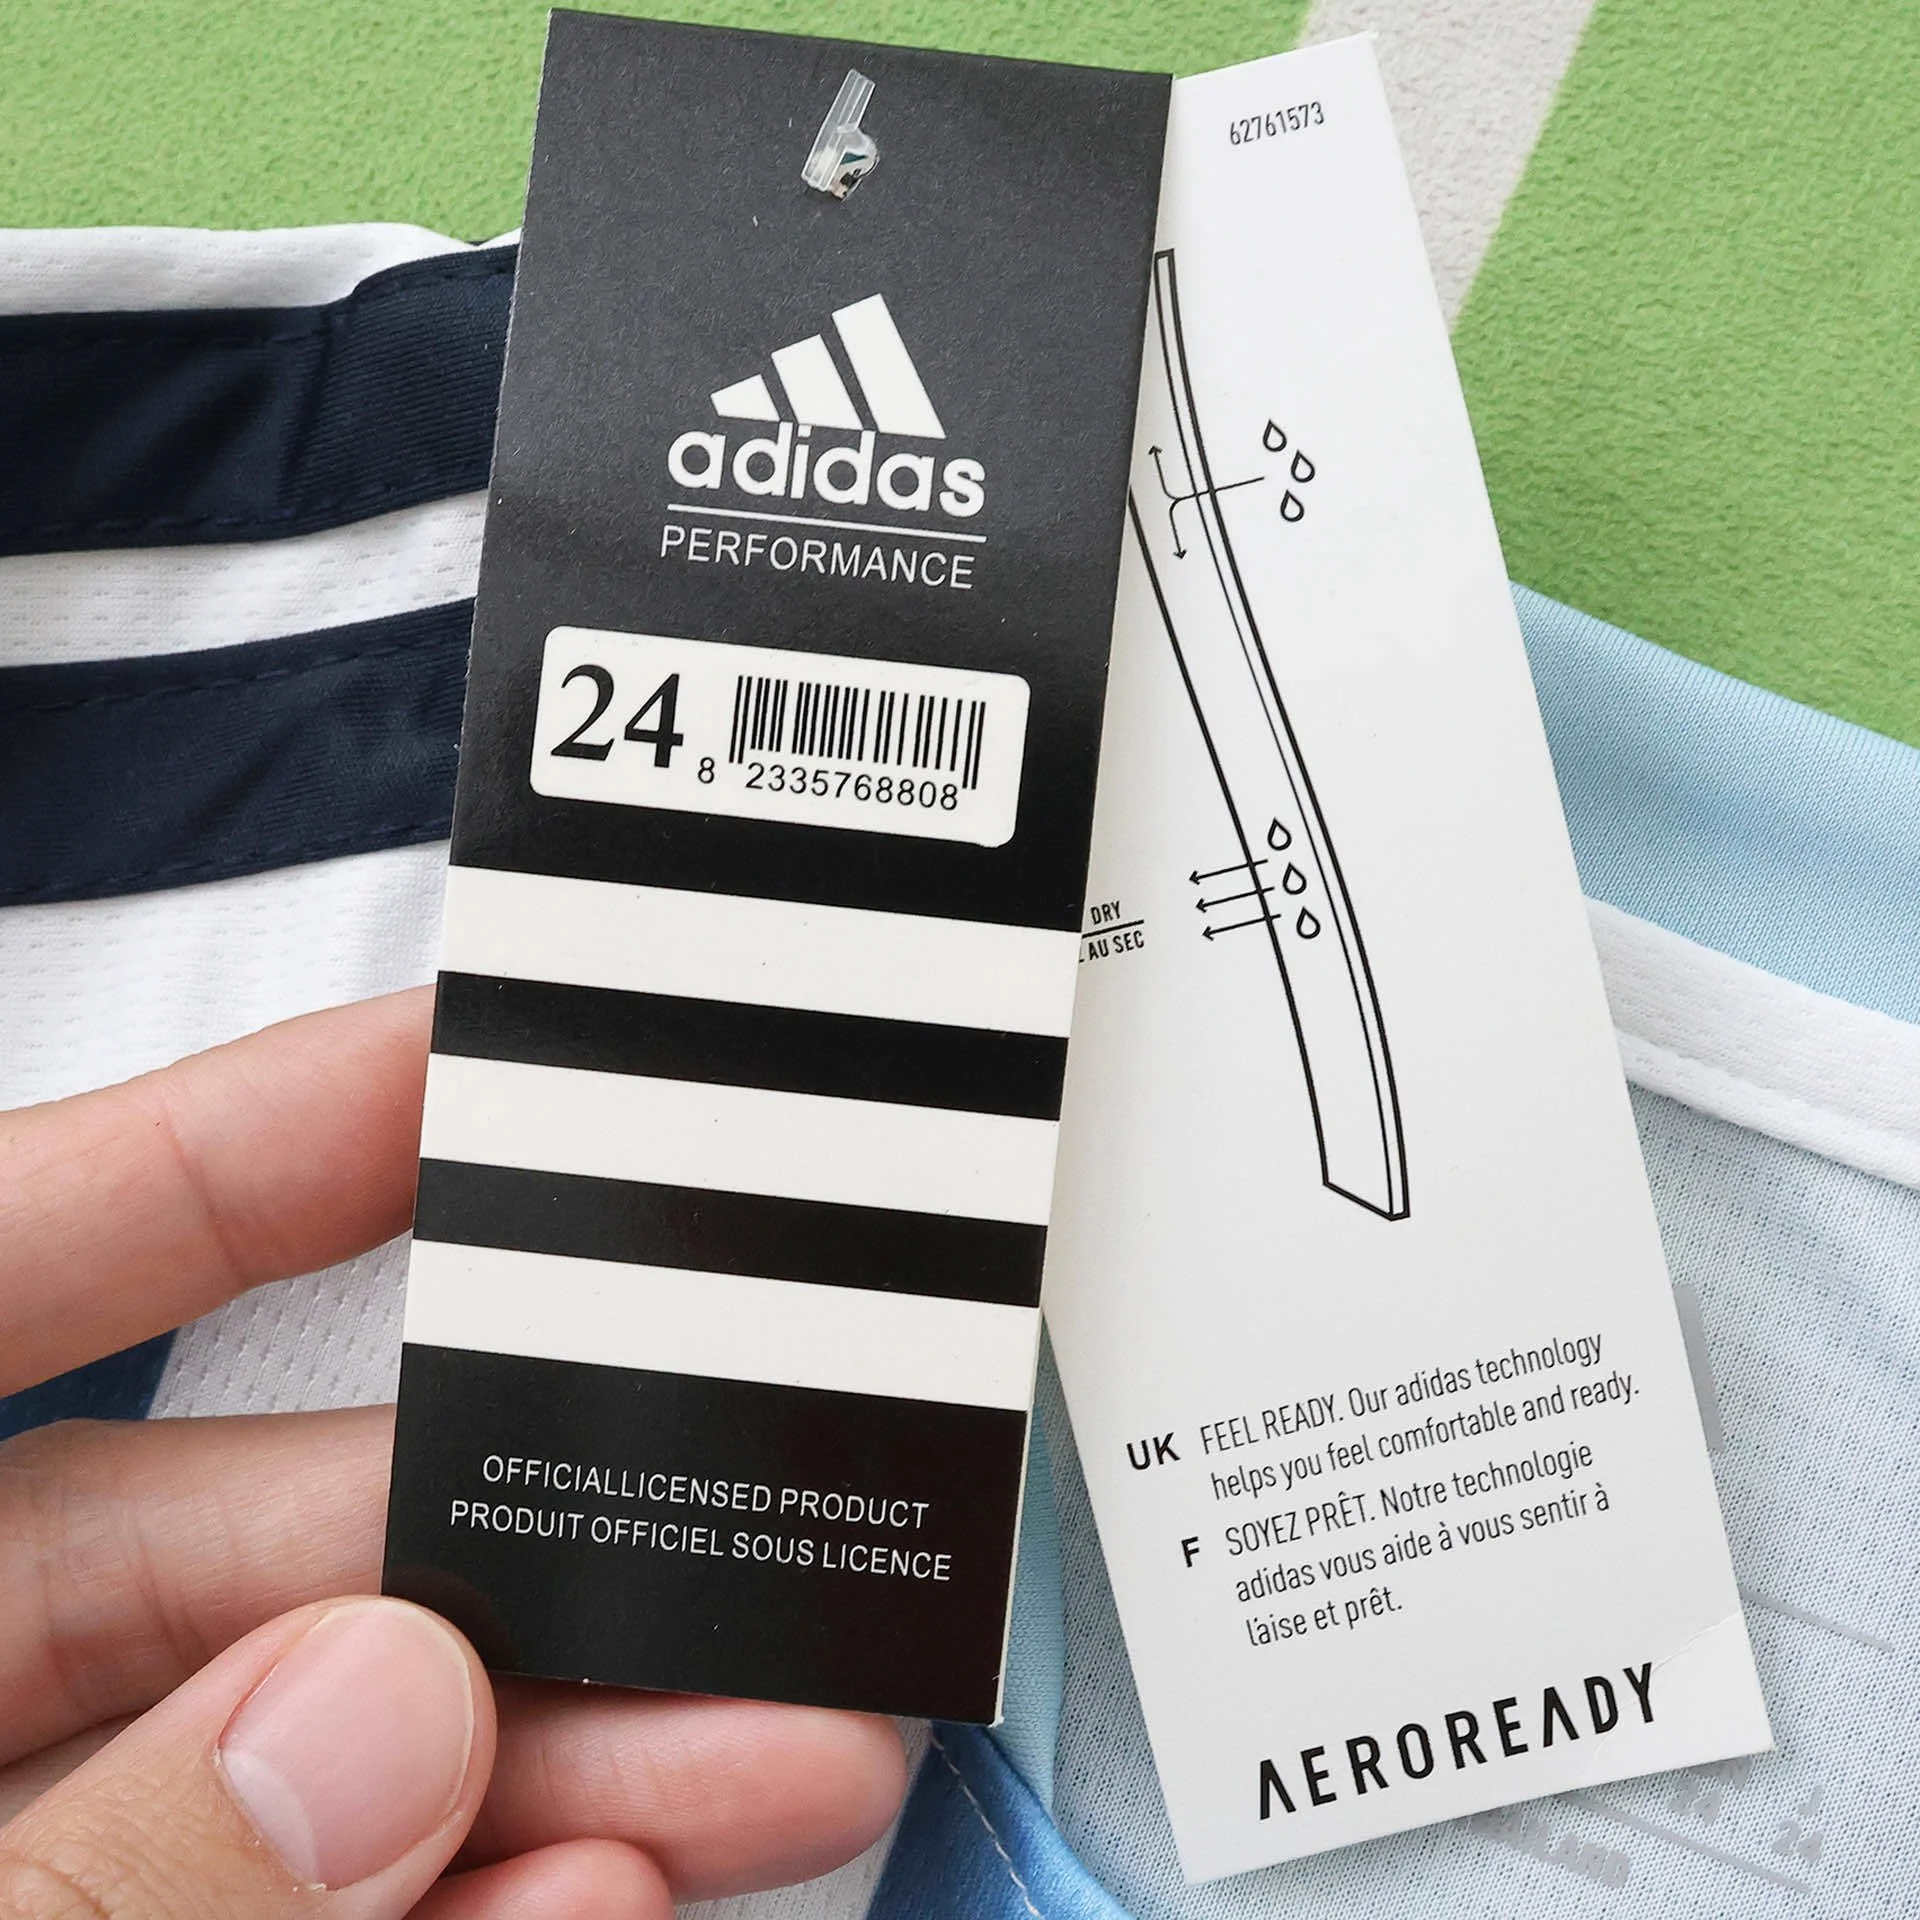 adidas
PERFORMANCE
24
8 2335768808
OFFICIALLICENSED PRODUCT
PRODUIT OFFICIEL SOUS LICENCE
62761573
DRY
AU SEC
UK FEEL READY. Our adidas technology
helps you feel comfortable and ready.
F SOYEZ PRÊT. Notre technologie
adidas vous aide à vous sentir à
l'aise et prêt.
AEROREADY
24